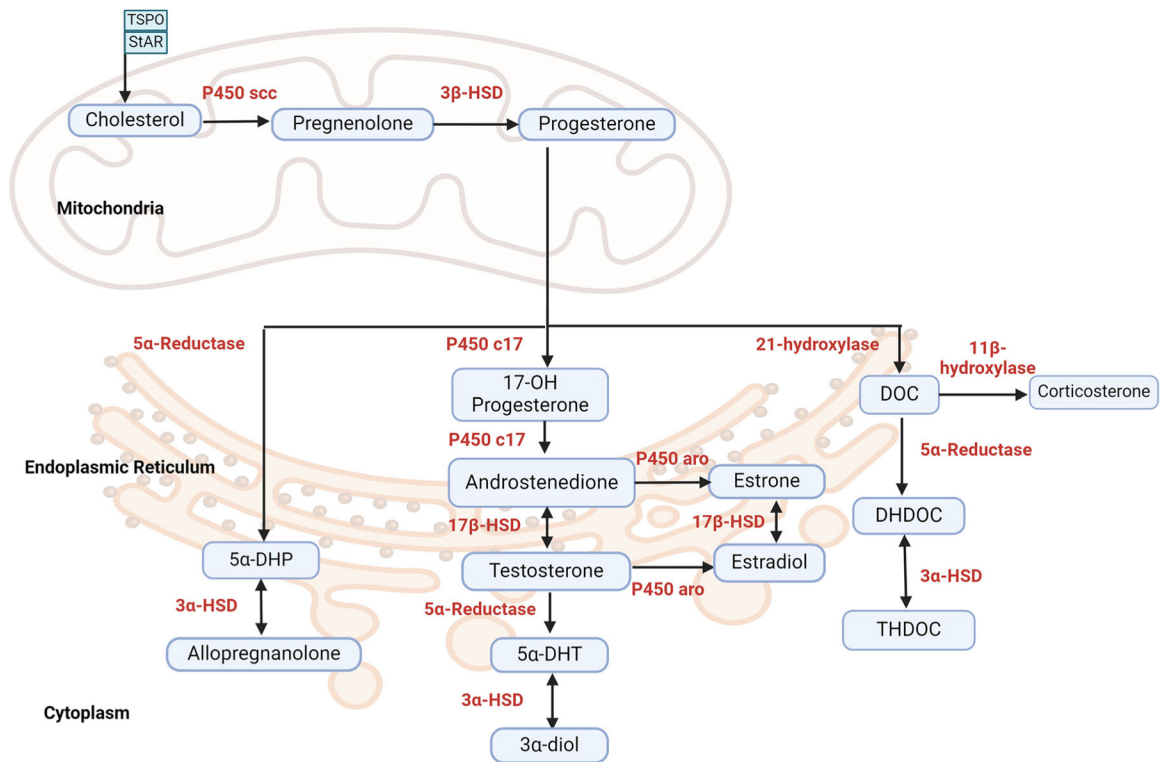 TSPO
StAR
P450 scc
3β-HSD
Cholesterol
Pregnenolone
Progesterone
Mitochondria
5α-Reductase
P450 c17
21-hydroxylase
11β-
hydroxylase
17-OH
Progesterone
DOC
Corticosterone
P450 c17
Endoplasmic Reticulum
P450 aro
5α-Reductase
Androstenedione
Estrone
17β-HSD
17β-HSD
DHDOC
5α-DHP
Testosterone
Estradiol
P450 aro
3α-HSD
3α-HSD
5α-Reductase
THDOC
Allopregnanolone
5α-DHT
3α-HSD
Cytoplasm
3α-diol